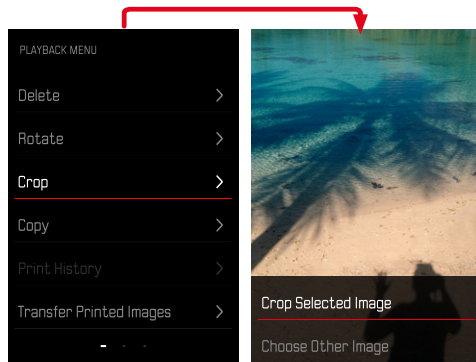 PLAYBACK MENU
Delete
Rotate
Crop
Copy
Print History
Transfer Printed Images
Crop Selected Image
Choose Other Image